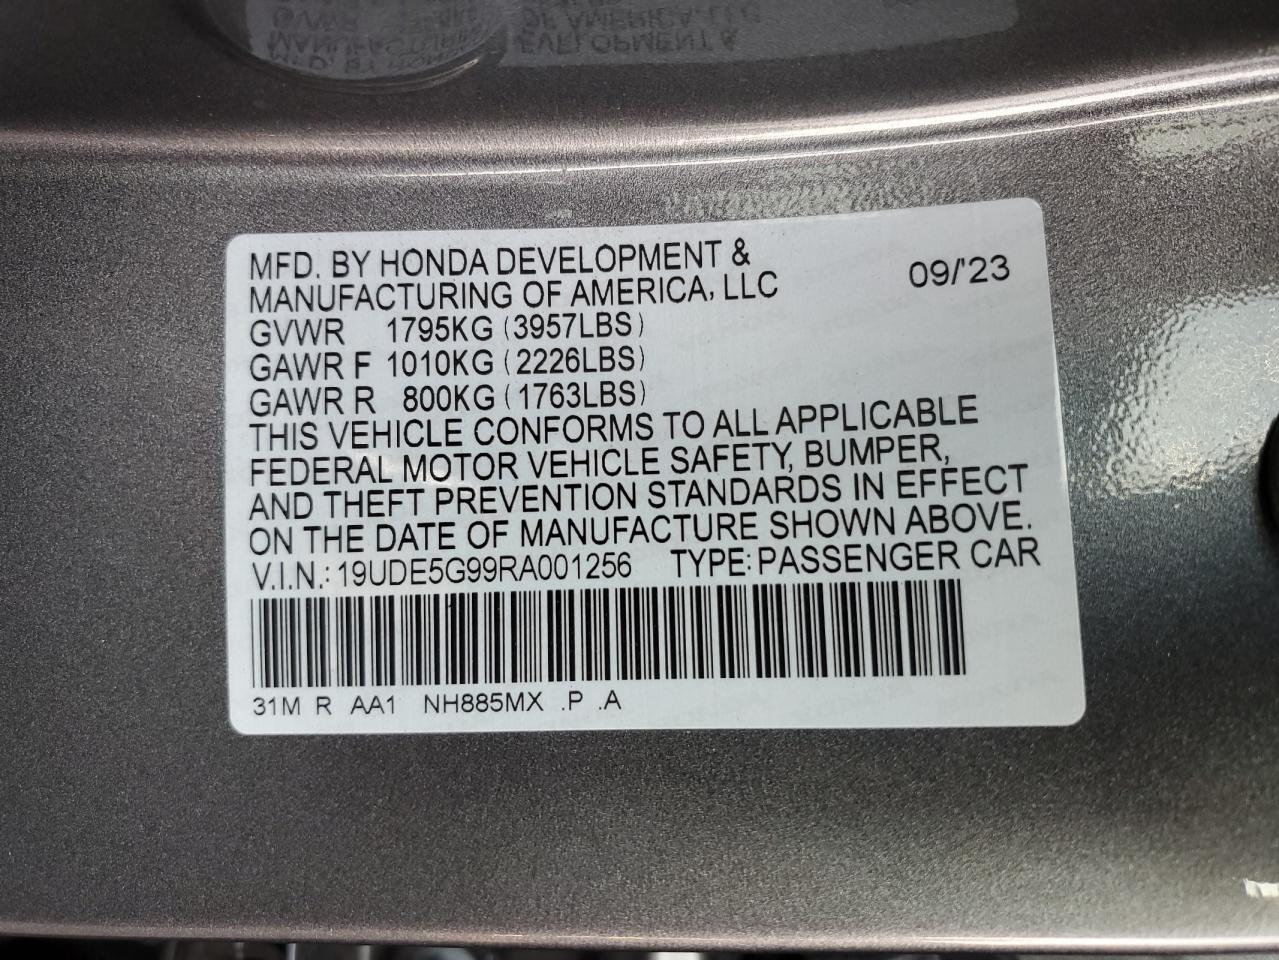 MFD. BY HONDA DEVELOPMENT &
MANUFACTURING OF AMERICA, LLC 09/'23
GVWR 1795KG (3957LBS)
GAWR F 1010KG (2226LBS)
GAWR R 800KG (1763LBS)
THIS VEHICLE CONFORMS TO ALL APPLICABLE
FEDERAL MOTOR VEHICLE SAFETY, BUMPER,
AND THEFT PREVENTION STANDARDS IN EFFECT
ON THE DATE OF MANUFACTURE SHOWN ABOVE.
V.I.N.: 19UDE5G99RA001256 TYPE: PASSENGER CAR
31M R AA1 NH885MX .P .A